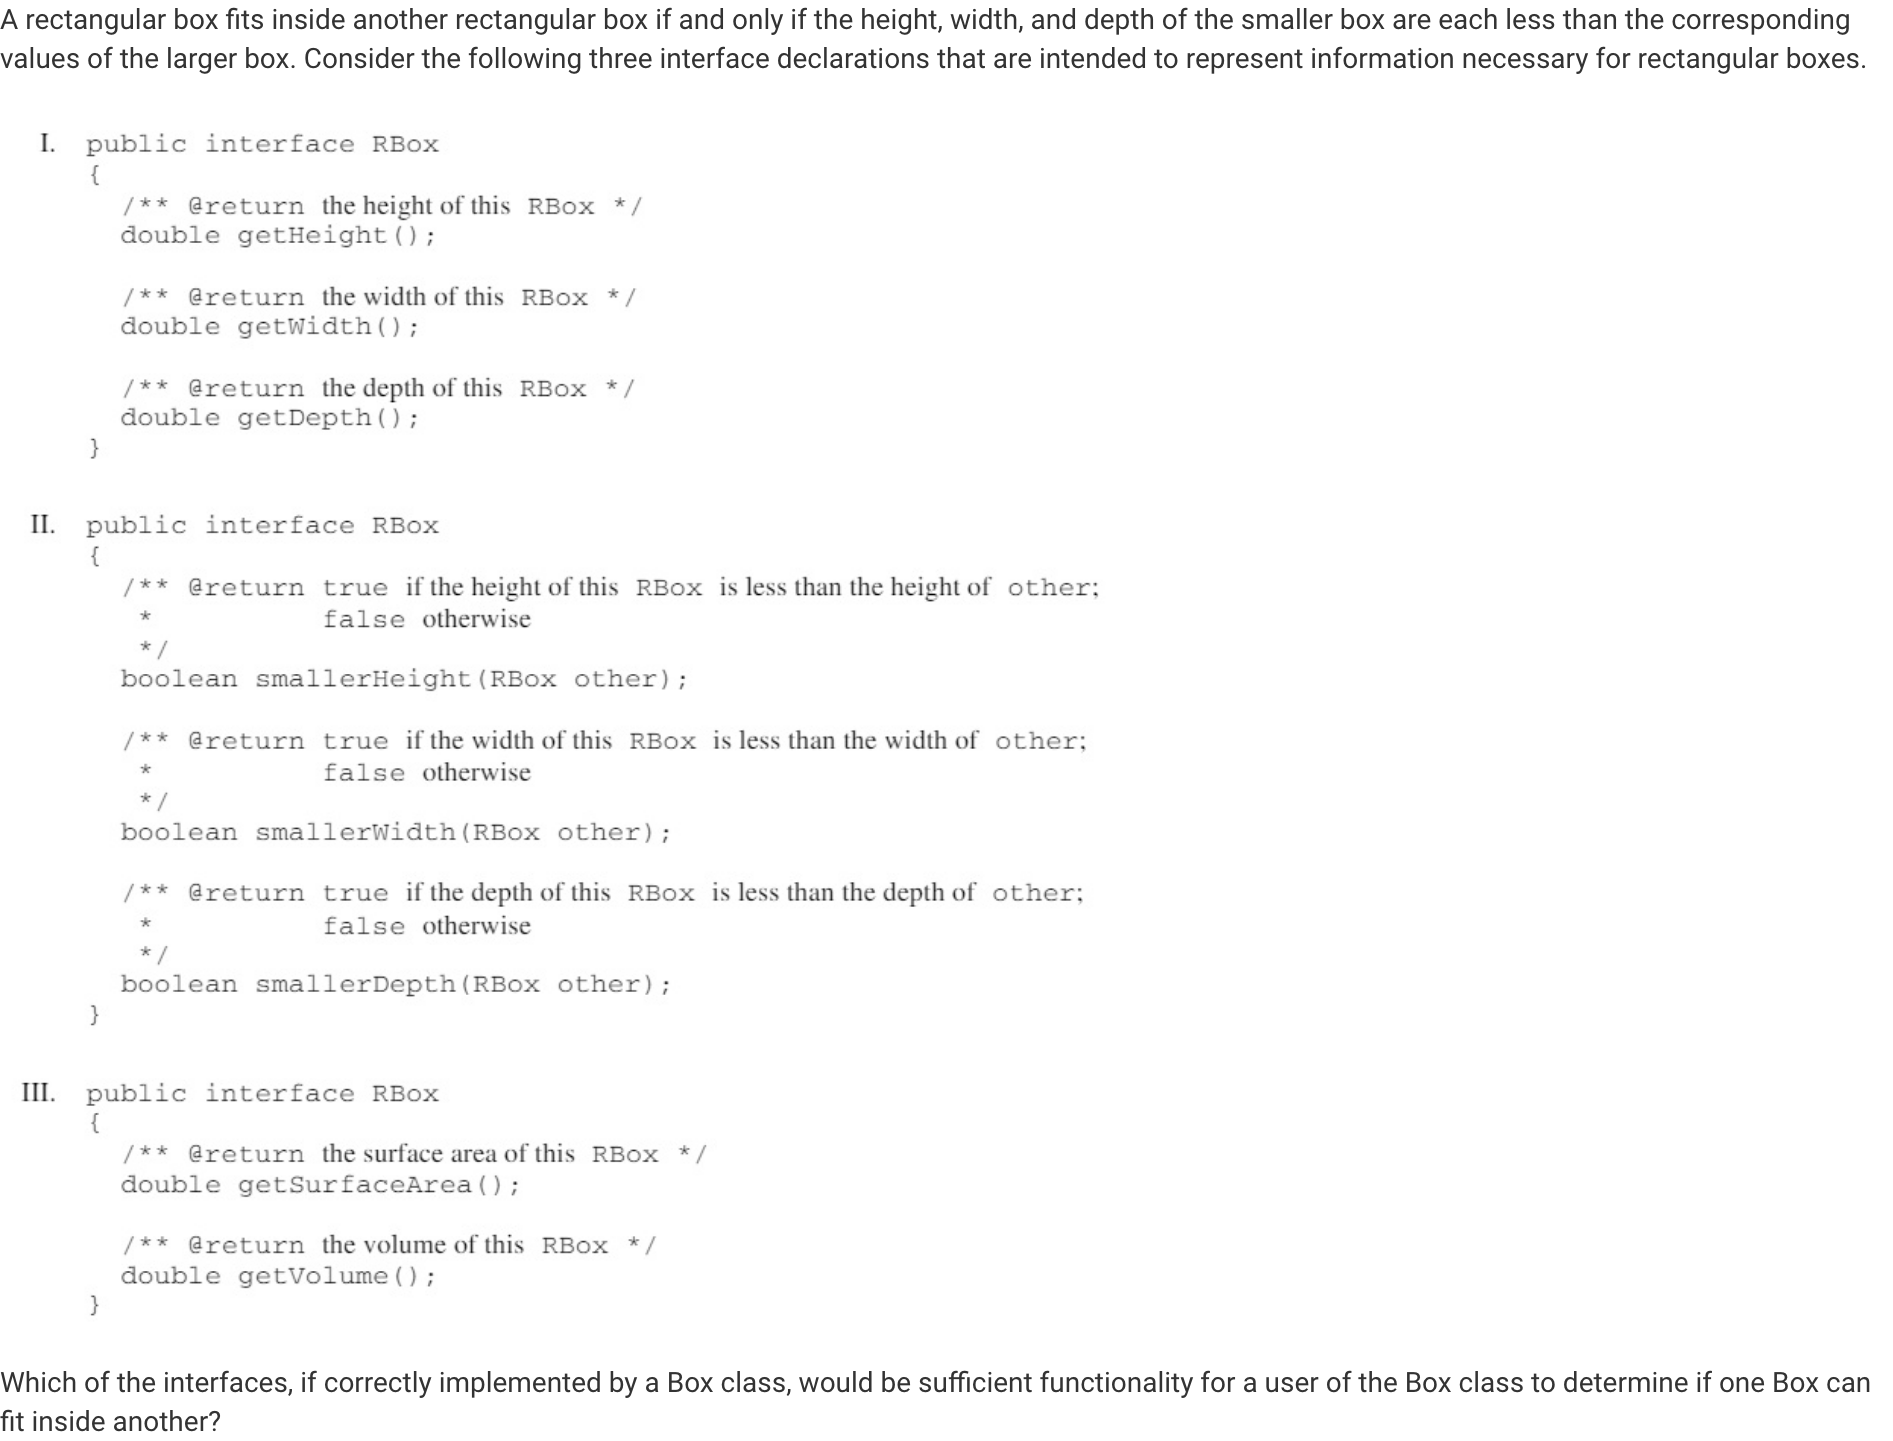 A rectangular box fits inside another rectangular box if and only if the height, width, and depth of the smaller box are each less than the corresponding
values of the larger box. Consider the following three interface declarations that are intended to represent information necessary for rectangular boxes.
I. public interface RBox
{
/** @return the height of this RBox */
double getHeight();
/** @return the width of this RBox */
double getWidth();
/** @return the depth of this RBox */
double getDepth();
}
II. public interface RBox
{
/** @return true if the height of this RBox is less than the height of other;
* false otherwise
*/
boolean smallerHeight(RBox other);
/** @return true if the width of this RBox is less than the width of other;
* false otherwise
*/
boolean smallerWidth(RBox other);
/** @return true if the depth of this RBox is less than the depth of other;
* false otherwise
*/
boolean smallerDepth(RBox other);
}
III. public interface RBox
{
/** @return the surface area of this RBox */
double getSurfaceArea();
/** @return the volume of this RBox */
double getVolume();
}
Which of the interfaces, if correctly implemented by a Box class, would be sufficient functionality for a user of the Box class to determine if one Box can
fit inside another?